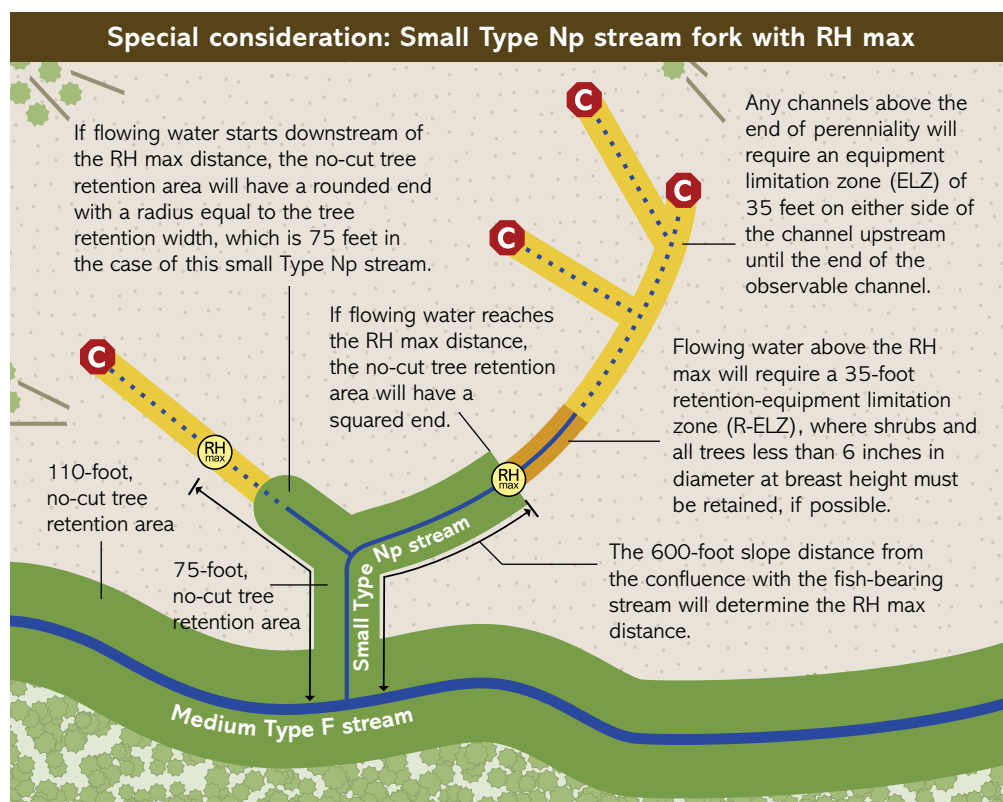 Special consideration: Small Type Np stream fork with RH max
If flowing water starts downstream of
the RH max distance, the no-cut tree
retention area will have a rounded end
with a radius equal to the tree
retention width, which is 75 feet in
the case of this small Type Np stream.
C
C
C
Any channels above the
end of perenniality will
require an equipment
limitation zone (ELZ) of
35 feet on either side of
the channel upstream
until the end of the
observable channel.
If flowing water reaches
the RH max distance,
the no-cut tree retention
area will have a
squared end.
Flowing water above the RH
max will require a 35-foot
retention-equipment limitation
zone (R-ELZ), where shrubs and
all trees less than 6 inches in
diameter at breast height must
be retained, if possible.
C
RH
max
RH
max
110-foot,
no-cut tree
retention area
75-foot,
no-cut tree
retention area
Small Type Np stream
The 600-foot slope distance from
the confluence with the fish-bearing
stream will determine the RH max
distance.
Medium Type F stream